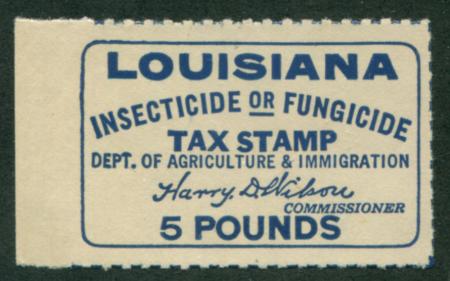 LOUISIANA
INSECTICIDE OR FUNGICIDE
TAX STAMP
DEPT. OF AGRICULTURE & IMMIGRATION
Harry. D. Wilson
COMMISSIONER
5 POUNDS